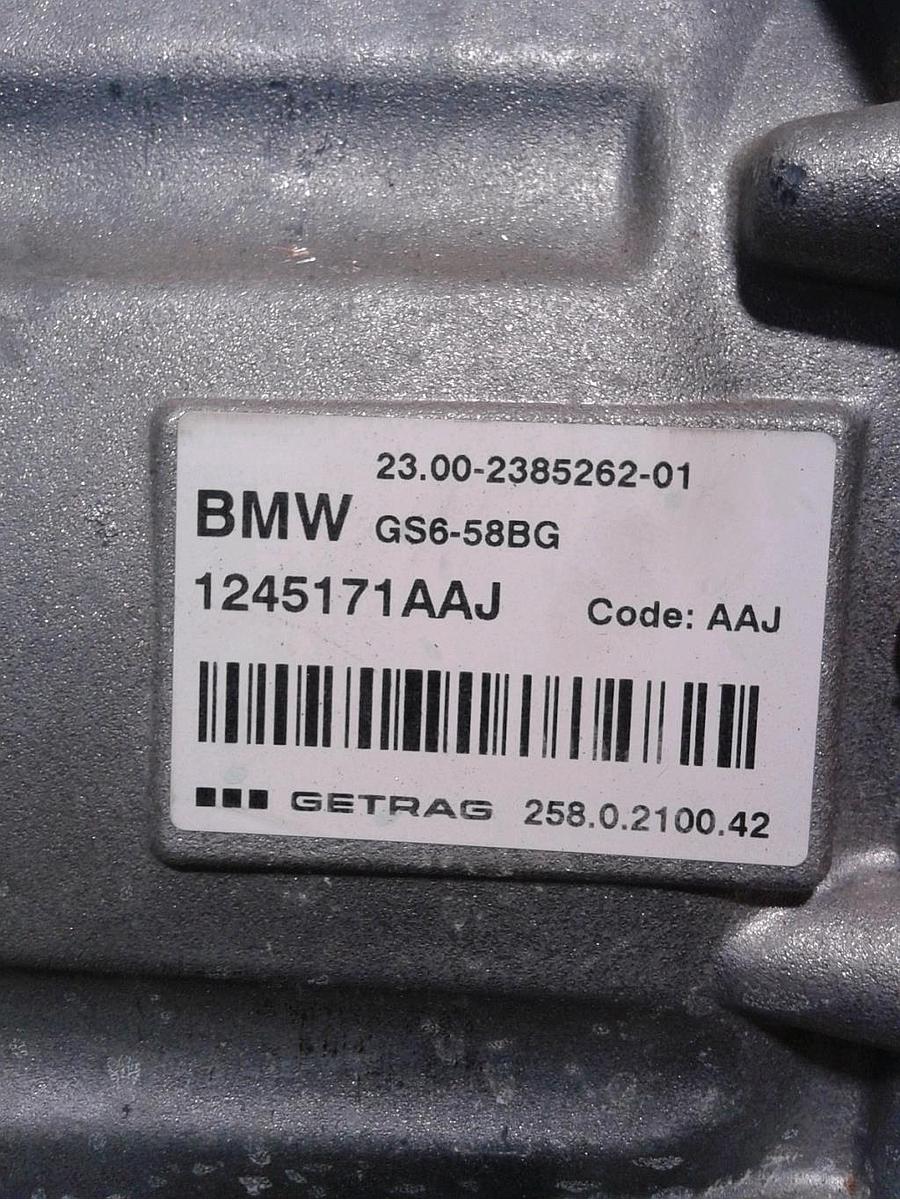 23.00-2385262-01
BMW GS6-58BG
1245171AAJ Code: AAJ
GETRAG 258.0.2100.42